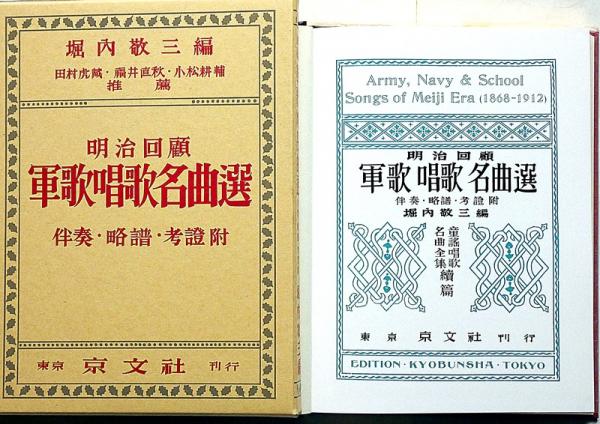 堀内敬三編
田村虎蔵・福井直秋・小松耕輔
推薦
明治回顧
軍歌唱歌名曲選
伴奏・略譜・考證附
東京 京文社 刊行
Army, Navy & School
Songs of Meiji Era (1868-1912)
明治回顧
軍歌唱歌名曲選
伴奏・略譜・考證附
堀内敬三編
童謠唱歌
名曲全集續篇
東京 京文社 刊行
EDITION・KYOBUNSHA・TOKYO